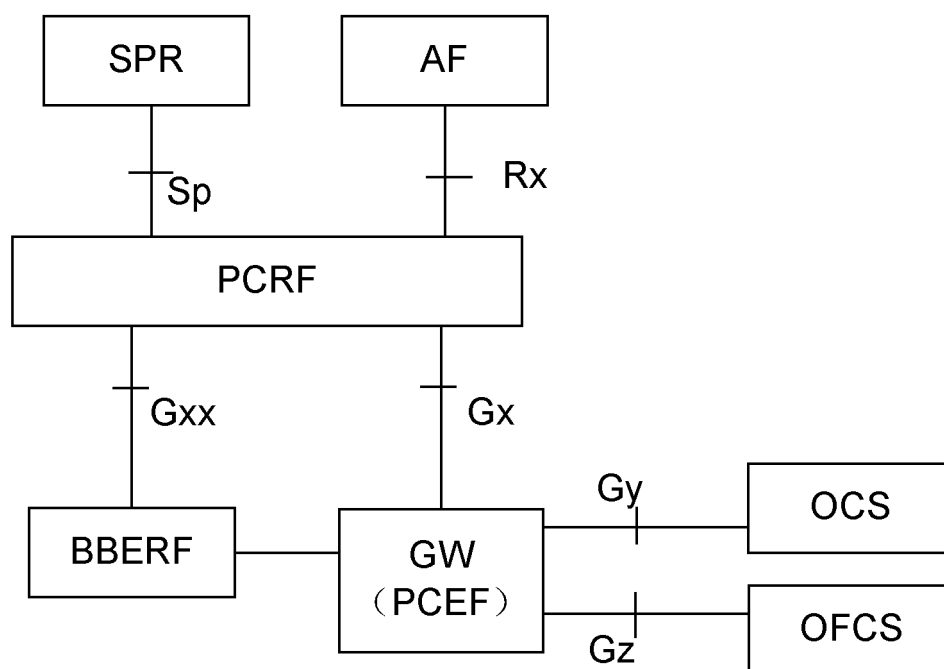 SPR
AF
Sp
Rx
PCRF
Gxx
Gx
Gy
OCS
BBERF
GW
（PCEF）
Gz
OFCS